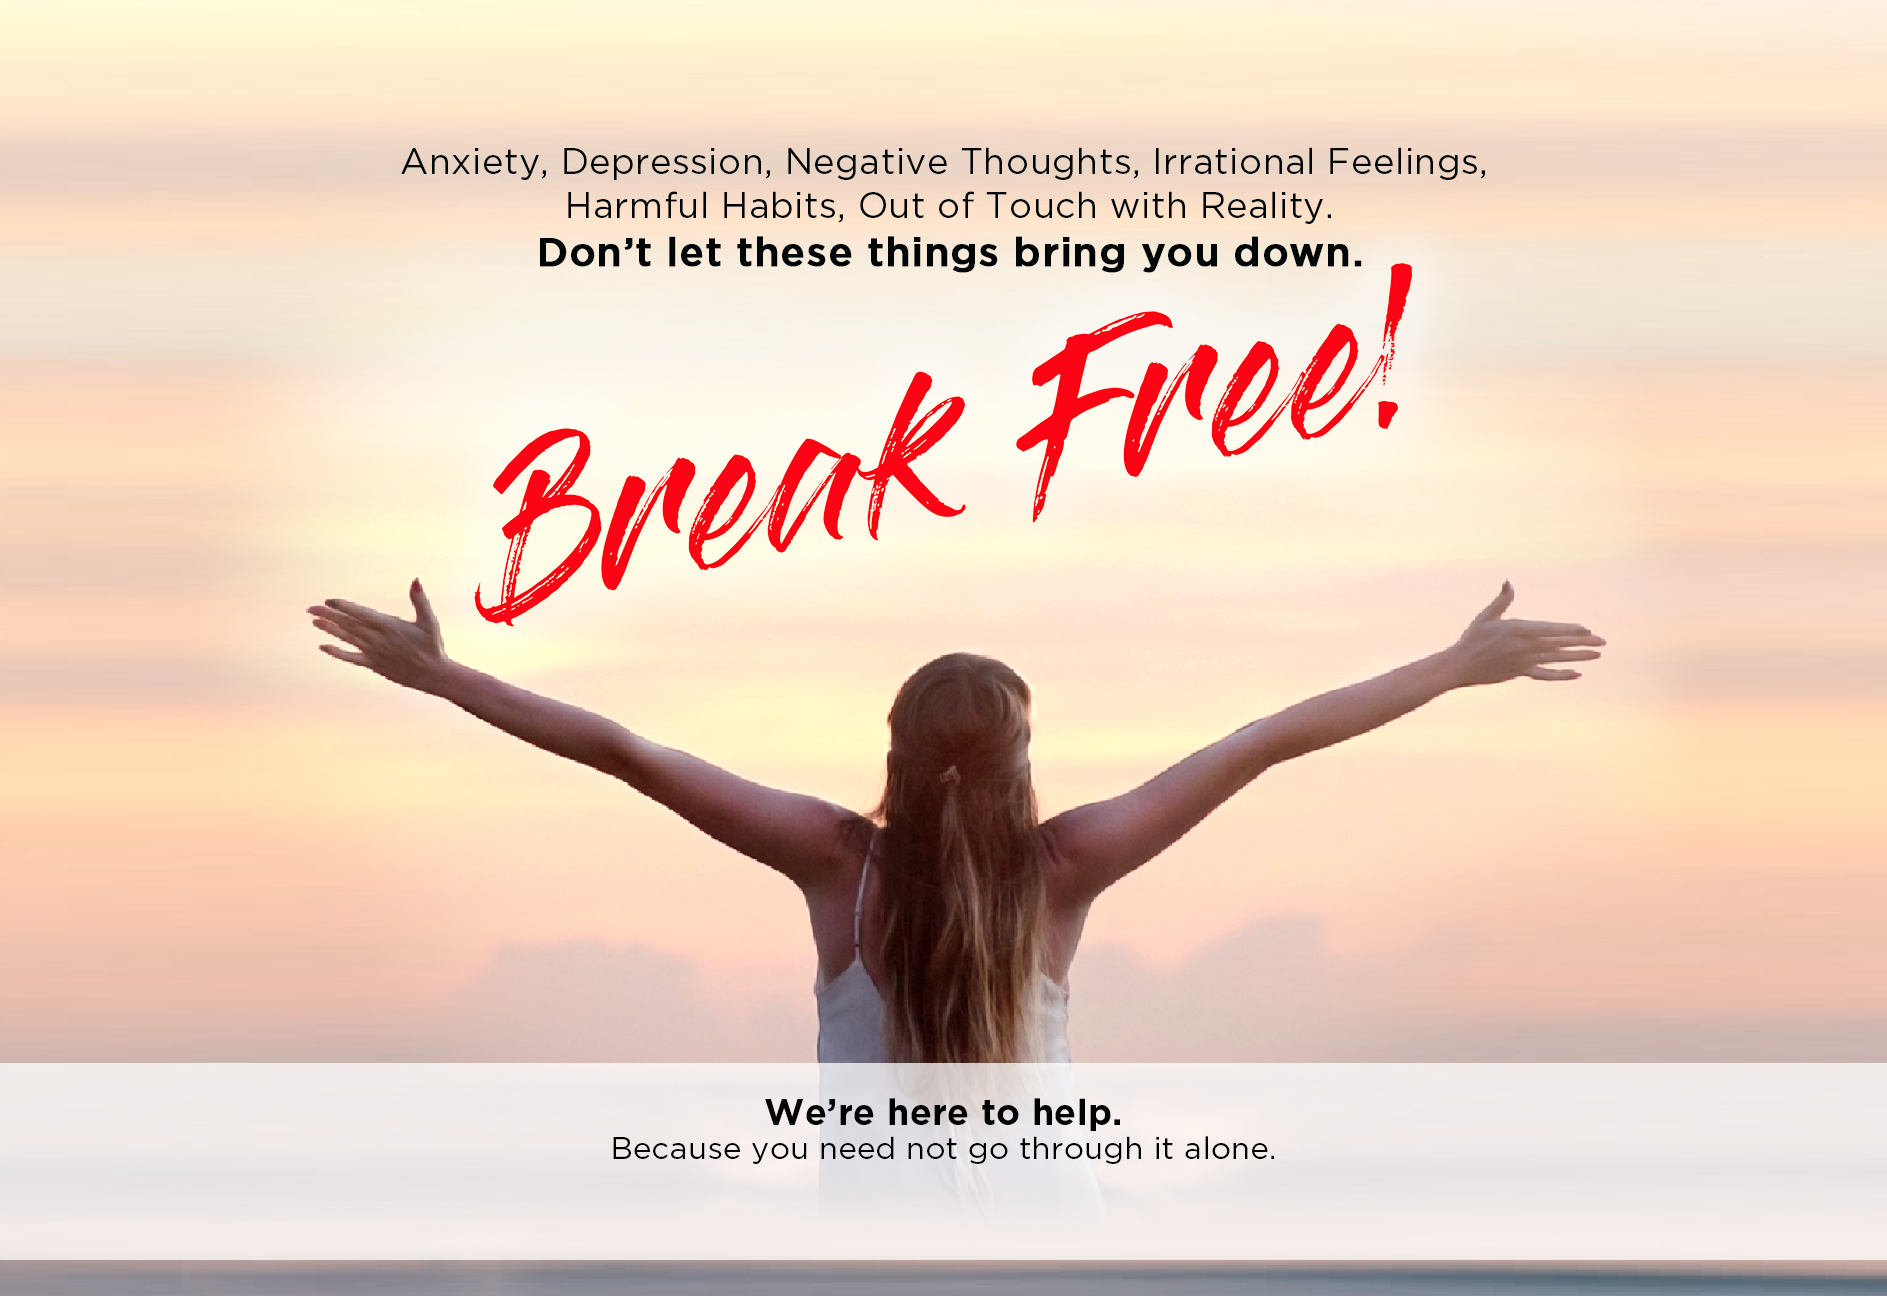 Anxiety, Depression, Negative Thoughts, Irrational Feelings,
Harmful Habits, Out of Touch with Reality.
Don’t let these things bring you down.
Break Free!
We’re here to help.
Because you need not go through it alone.